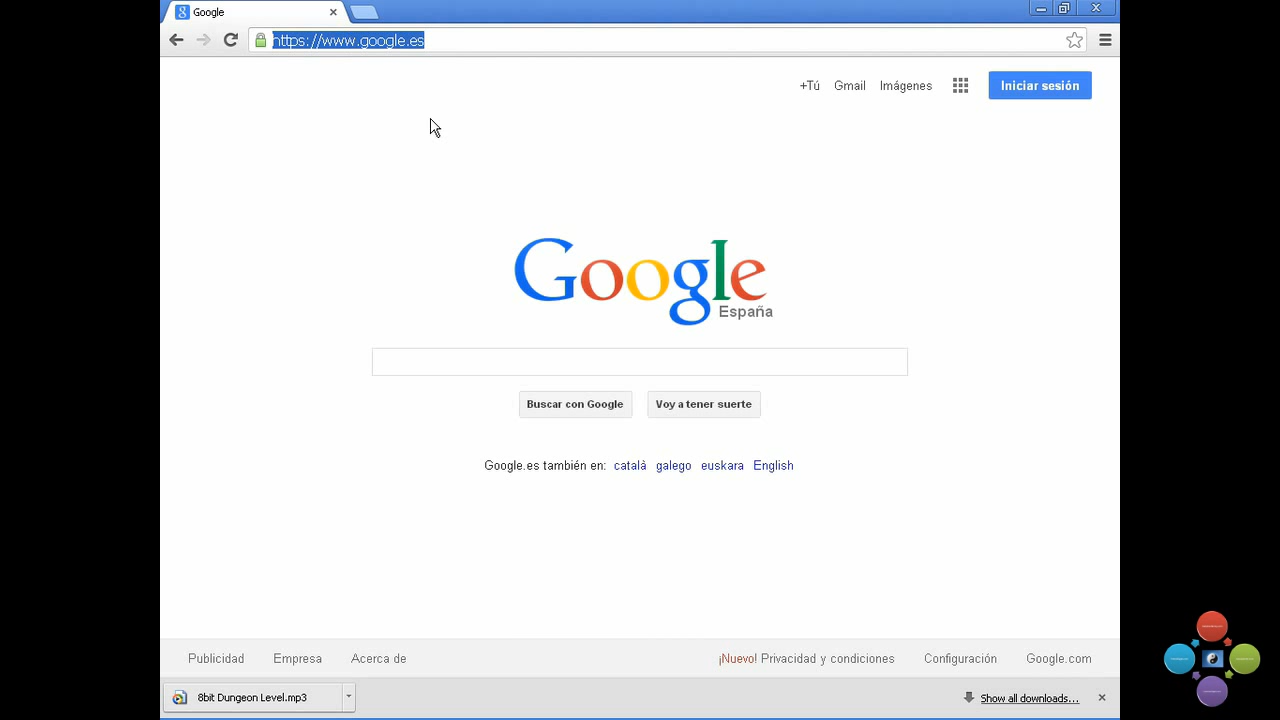 Google
https://www.google.es
+Tú Gmail Imágenes Iniciar sesión
Google
España
Buscar con Google Voy a tener suerte
Google.es también en: català galego euskara English
Publicidad Empresa Acerca de ¡Nuevo! Privacidad y condiciones Configuración Google.com
8bit Dungeon Level.mp3 Show all downloads...